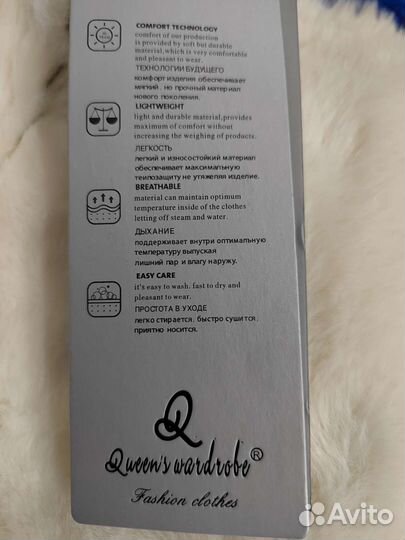 COMFORT TECHNOLOGY
comfort of our production
is provided by soft but durable
material,which is very comfortable
and pleasant to wear.
ТЕХНОЛОГИИ БУДУЩЕГО
комфорт изделия обеспечивает
мягкий, но прочный материал
нового поколения.
LIGHTWEIGHT
light and durable material,provides
maximum of comfort without
increasing the weighing of products.
ЛЕГКОСТЬ
легкий и износостойкий материал
обеспечивает максимальную
теплозащиту не утяжеляя изделие.
BREATHABLE
material can maintain optimum
temperature inside of the clothes
letting off steam and water.
ДЫХАНИЕ
поддерживает внутри оптимальную
температуру выпуская
лишний пар и влагу наружу.
EASY CARE
it's easy to wash. fast to dry and
pleasant to wear.
ПРОСТОТА В УХОДЕ
легко стирается, быстро сушится,
приятно носится.
Q
Queen's wardrobe®
Fashion clothes
Avito